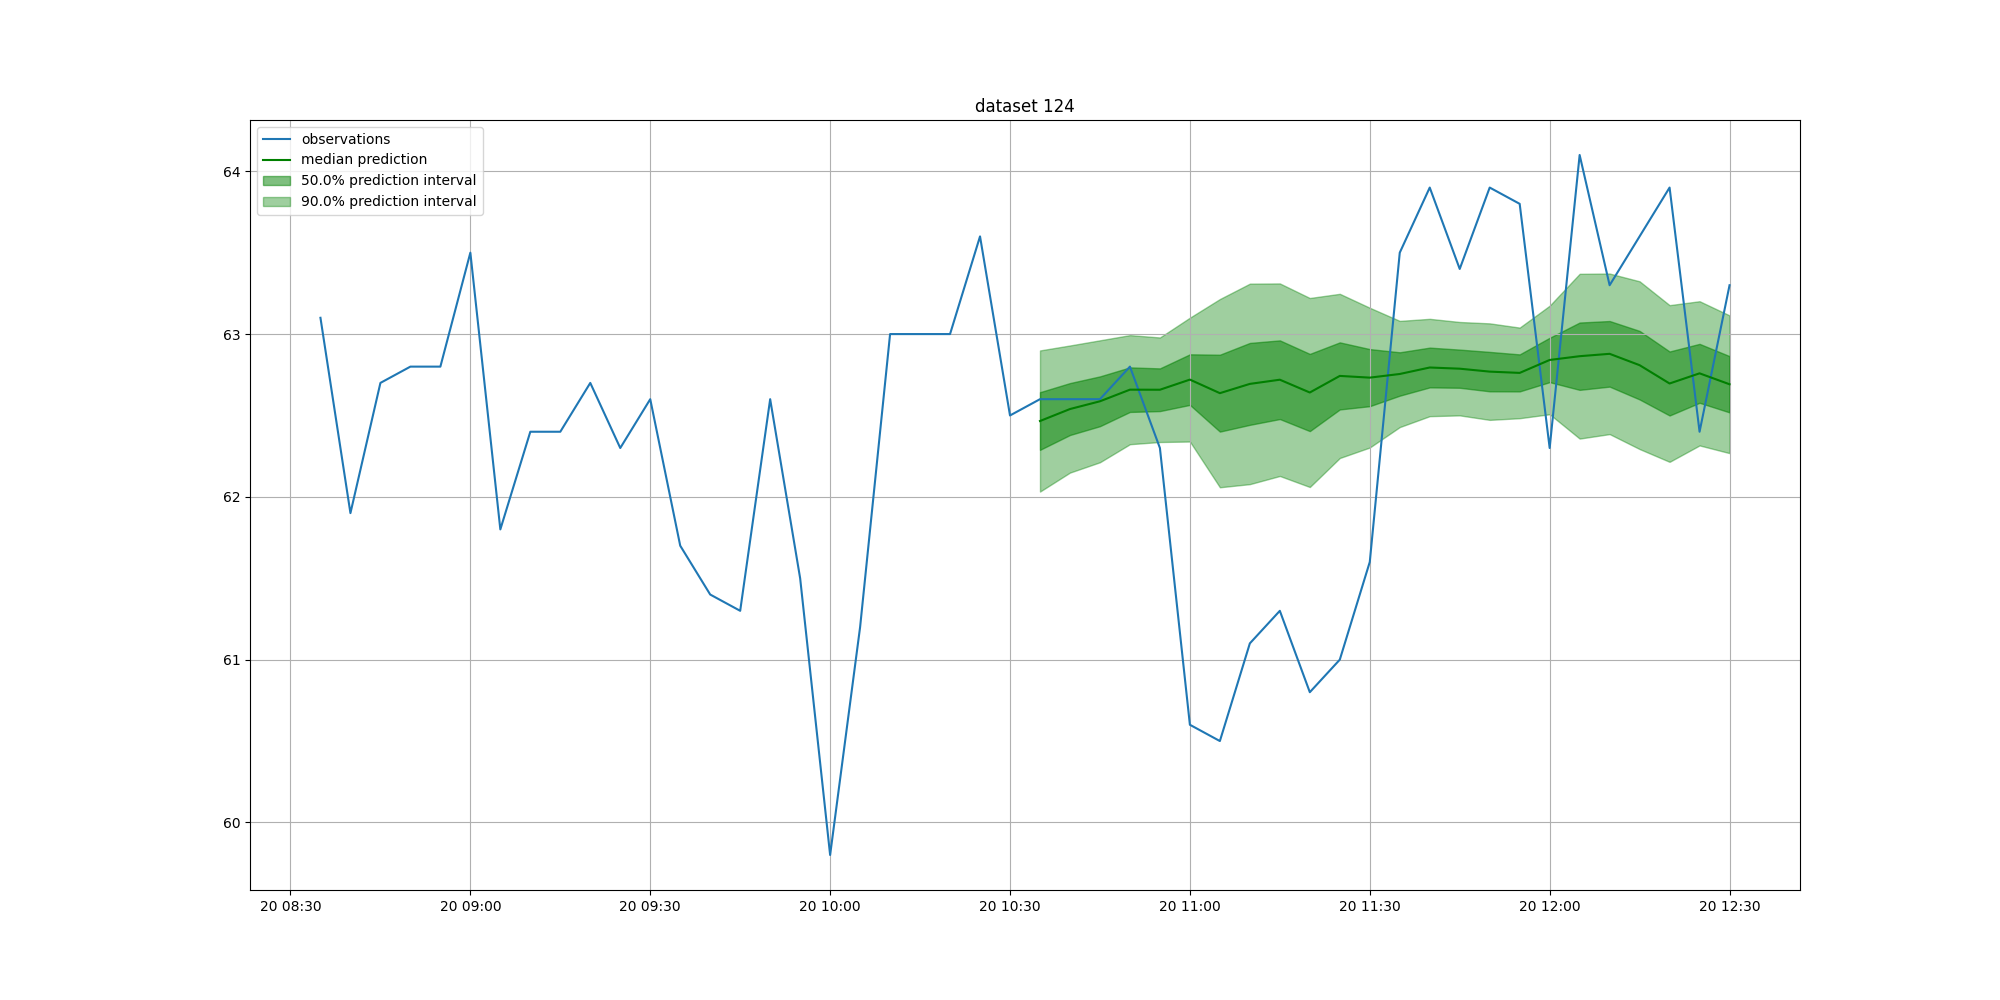 dataset 124
observations
median prediction
50.0% prediction interval
90.0% prediction interval
64
63
62
61
60
20 08:30
20 09:00
20 09:30
20 10:00
20 10:30
20 11:00
20 11:30
20 12:00
20 12:30